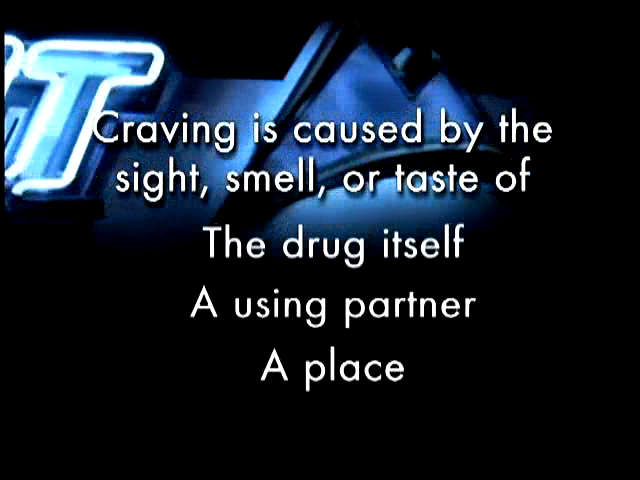 T
Craving is caused by the
sight, smell, or taste of
The drug itself
A using partner
A place